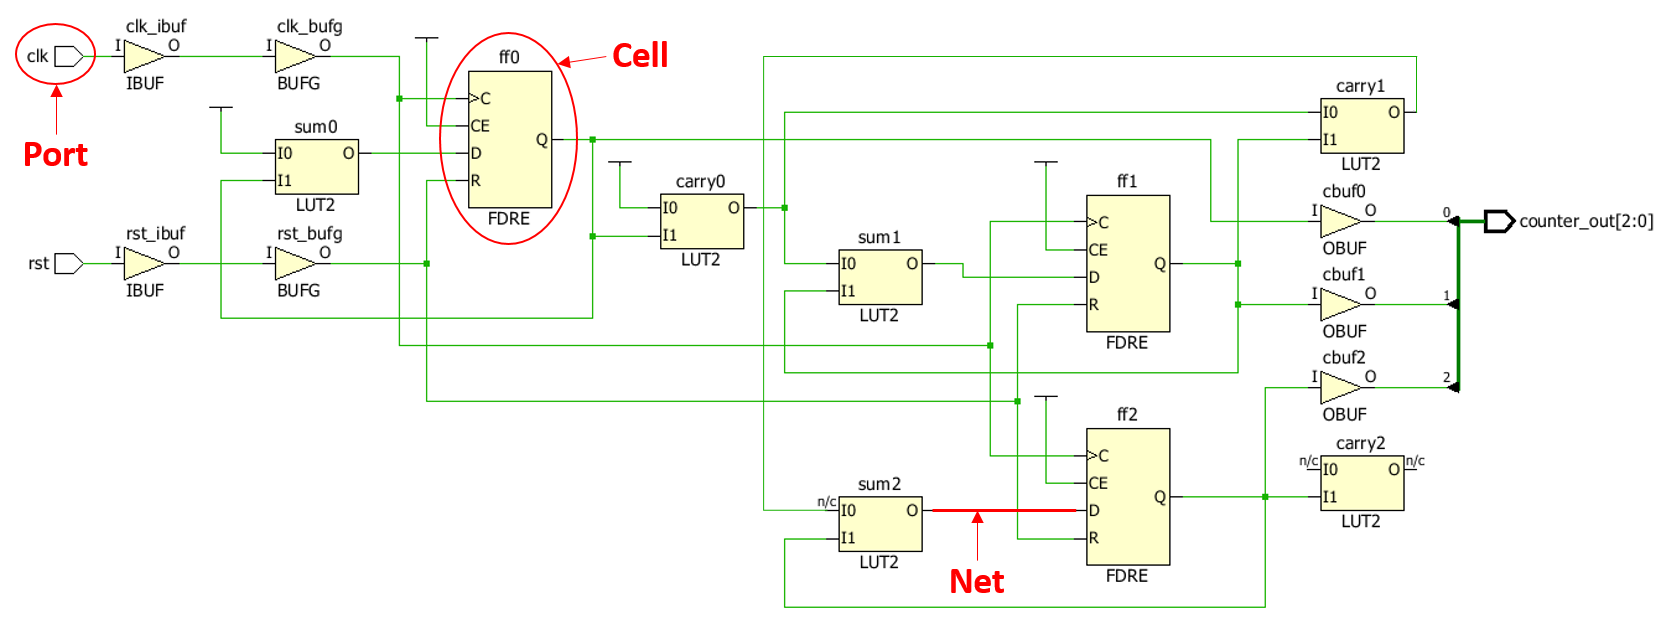 clk
I
clk_ibuf
O
IBUF
I
clk_bufg
O
BUFG
Port
ff0
C
CE
D
R
Q
FDRE
Cell
sum0
I0
I1
O
LUT2
rst
I
rst_ibuf
O
IBUF
I
rst_bufg
O
BUFG
carry0
I0
I1
O
LUT2
sum1
I0
I1
O
LUT2
ff1
C
CE
D
R
Q
FDRE
carry1
I0
I1
O
LUT2
cbuf0
I
O
OBUF
0
counter_out[2:0]
cbuf1
I
O
OBUF
1
cbuf2
I
O
OBUF
2
sum2
n/c
I0
I1
O
LUT2
Net
ff2
C
CE
D
R
Q
FDRE
carry2
n/c
I0
I1
O
n/c
LUT2